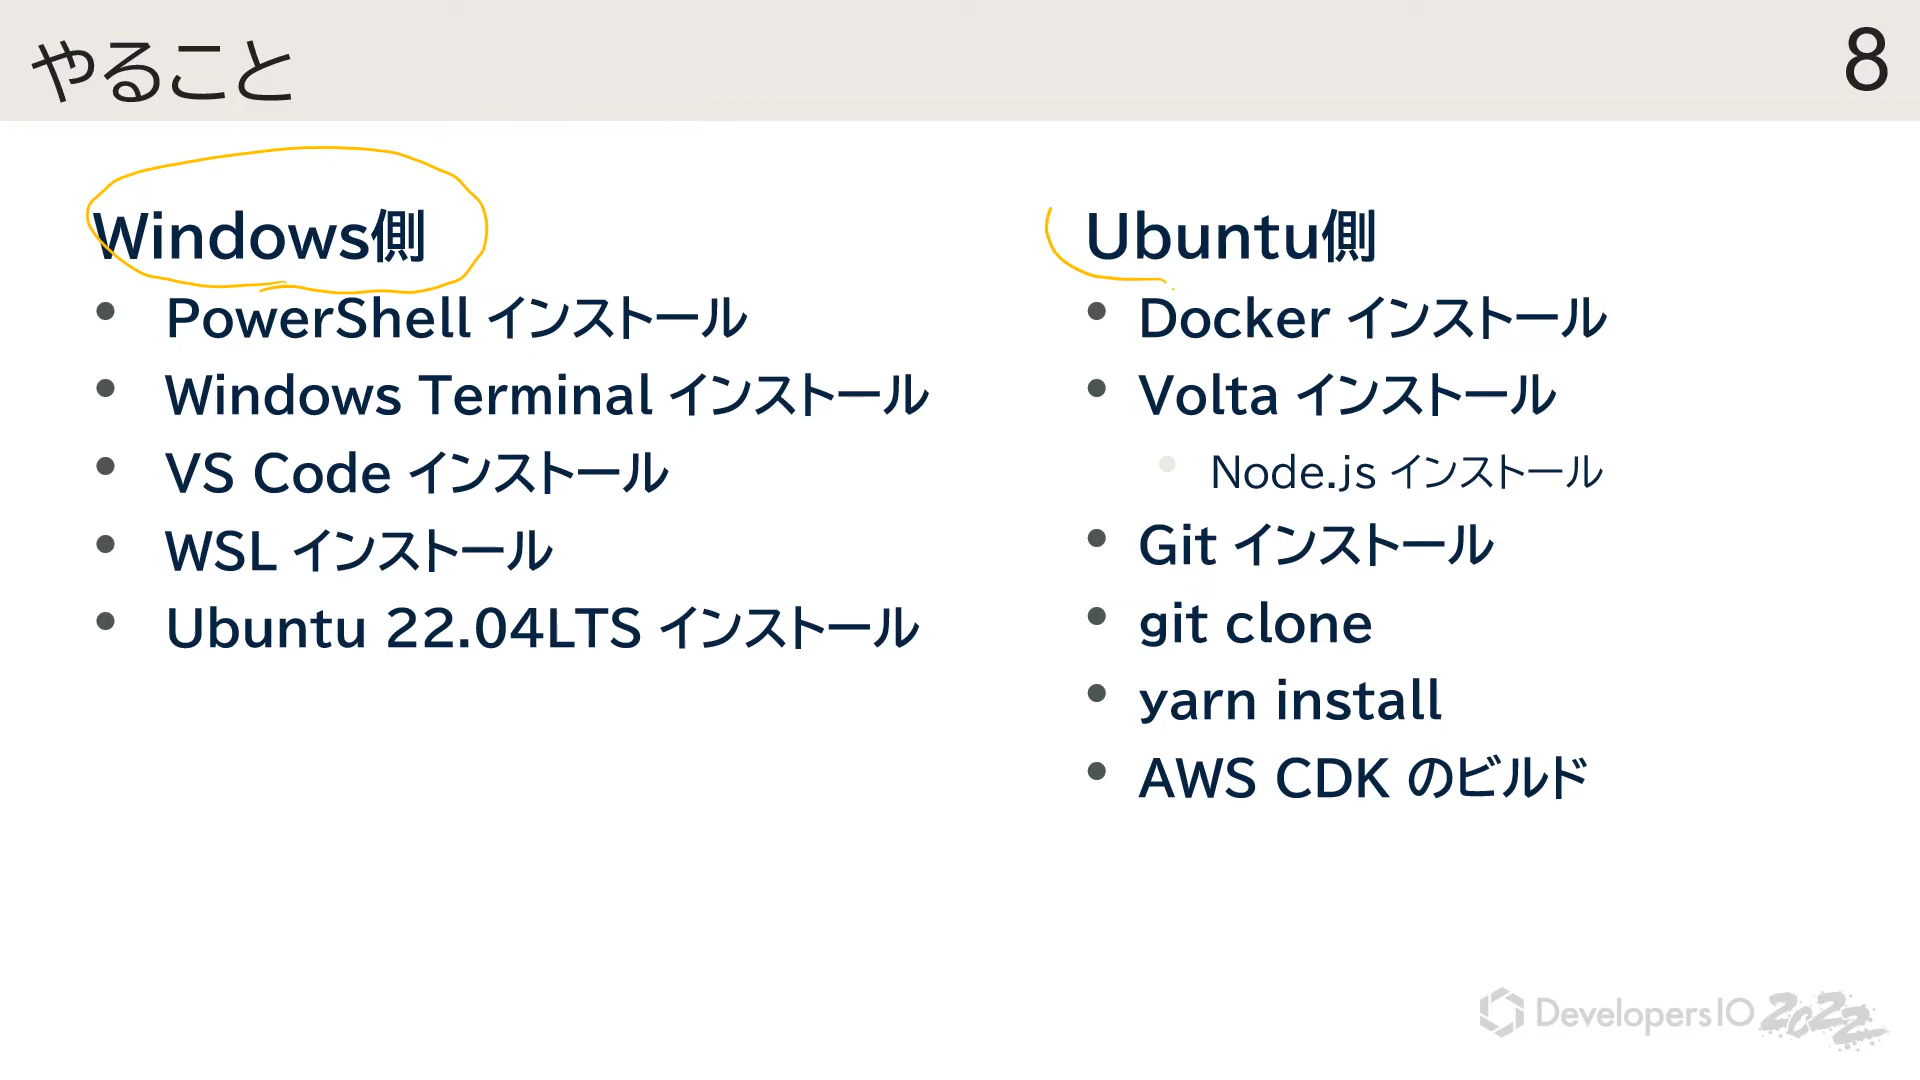 やること
8
Windows側
• PowerShell インストール
• Windows Terminal インストール
• VS Code インストール
• WSL インストール
• Ubuntu 22.04LTS インストール
Ubuntu側
• Docker インストール
• Volta インストール
• Node.js インストール
• Git インストール
• git clone
• yarn install
• AWS CDK のビルド
DevelopersIO 2022